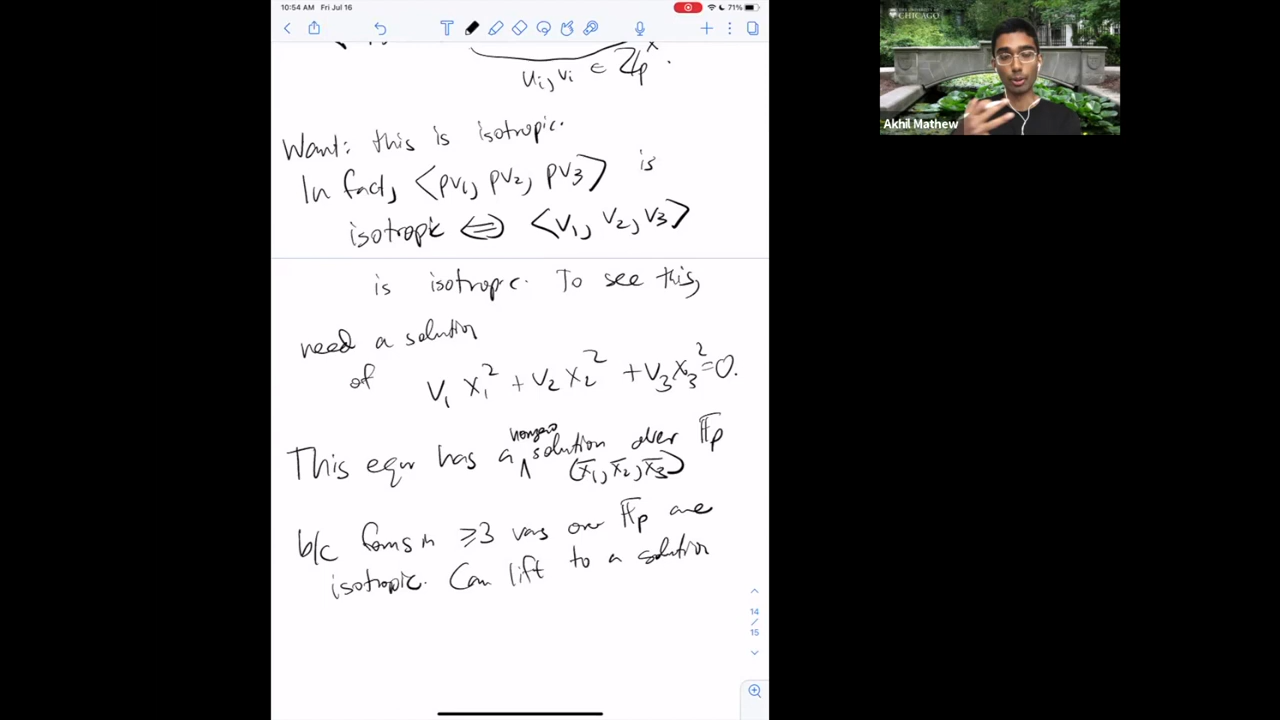 10:54 AM Fri Jul 16
71%
u_i, v_i ∈ ℤ_p^×.
Want: this is isotropic.
In fact, <pv_1, pv_2, pv_3> is
isotropic ⟺ <v_1, v_2, v_3>
is isotropic. To see this,
need a solution
of v_1 x_1^2 + v_2 x_2^2 + v_3 x_3^2 = 0.
This eqn has a nonzero solution over 𝔽_p
(x̄_1, x̄_2, x̄_3)
b/c forms in ≥3 vars over 𝔽_p are
isotropic. Can lift to a solution
14
/
15
CHICAGO
Akhil Mathew